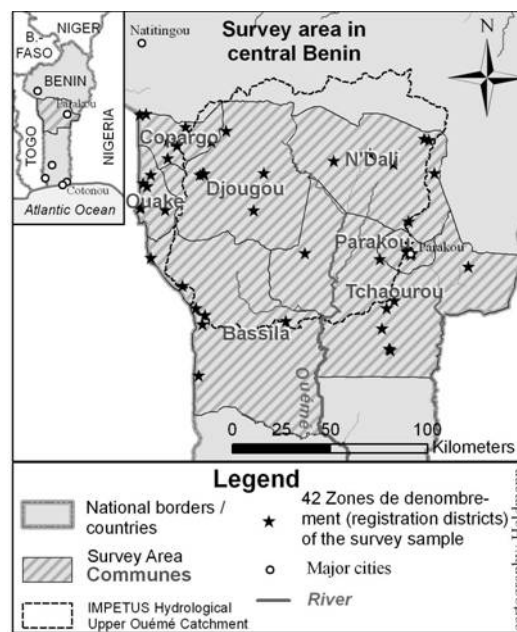 NIGER
B.-
FASO
BENIN
Parakou
TOGO
NIGERIA
Cotonou
Atlantic Ocean
Natitingou
Survey area in
central Benin
N
Copargo
N'Dali
Ouake
Djougou
Parakou
Parakou
Tchaourou
Bassila
Ouémé
0 25 50 100
Kilometers
Legend
National borders /
countries
Survey Area
Communes
IMPETUS Hydrological
Upper Ouémé Catchment
42 Zones de denombre-
ment (registration districts)
of the survey sample
Major cities
River